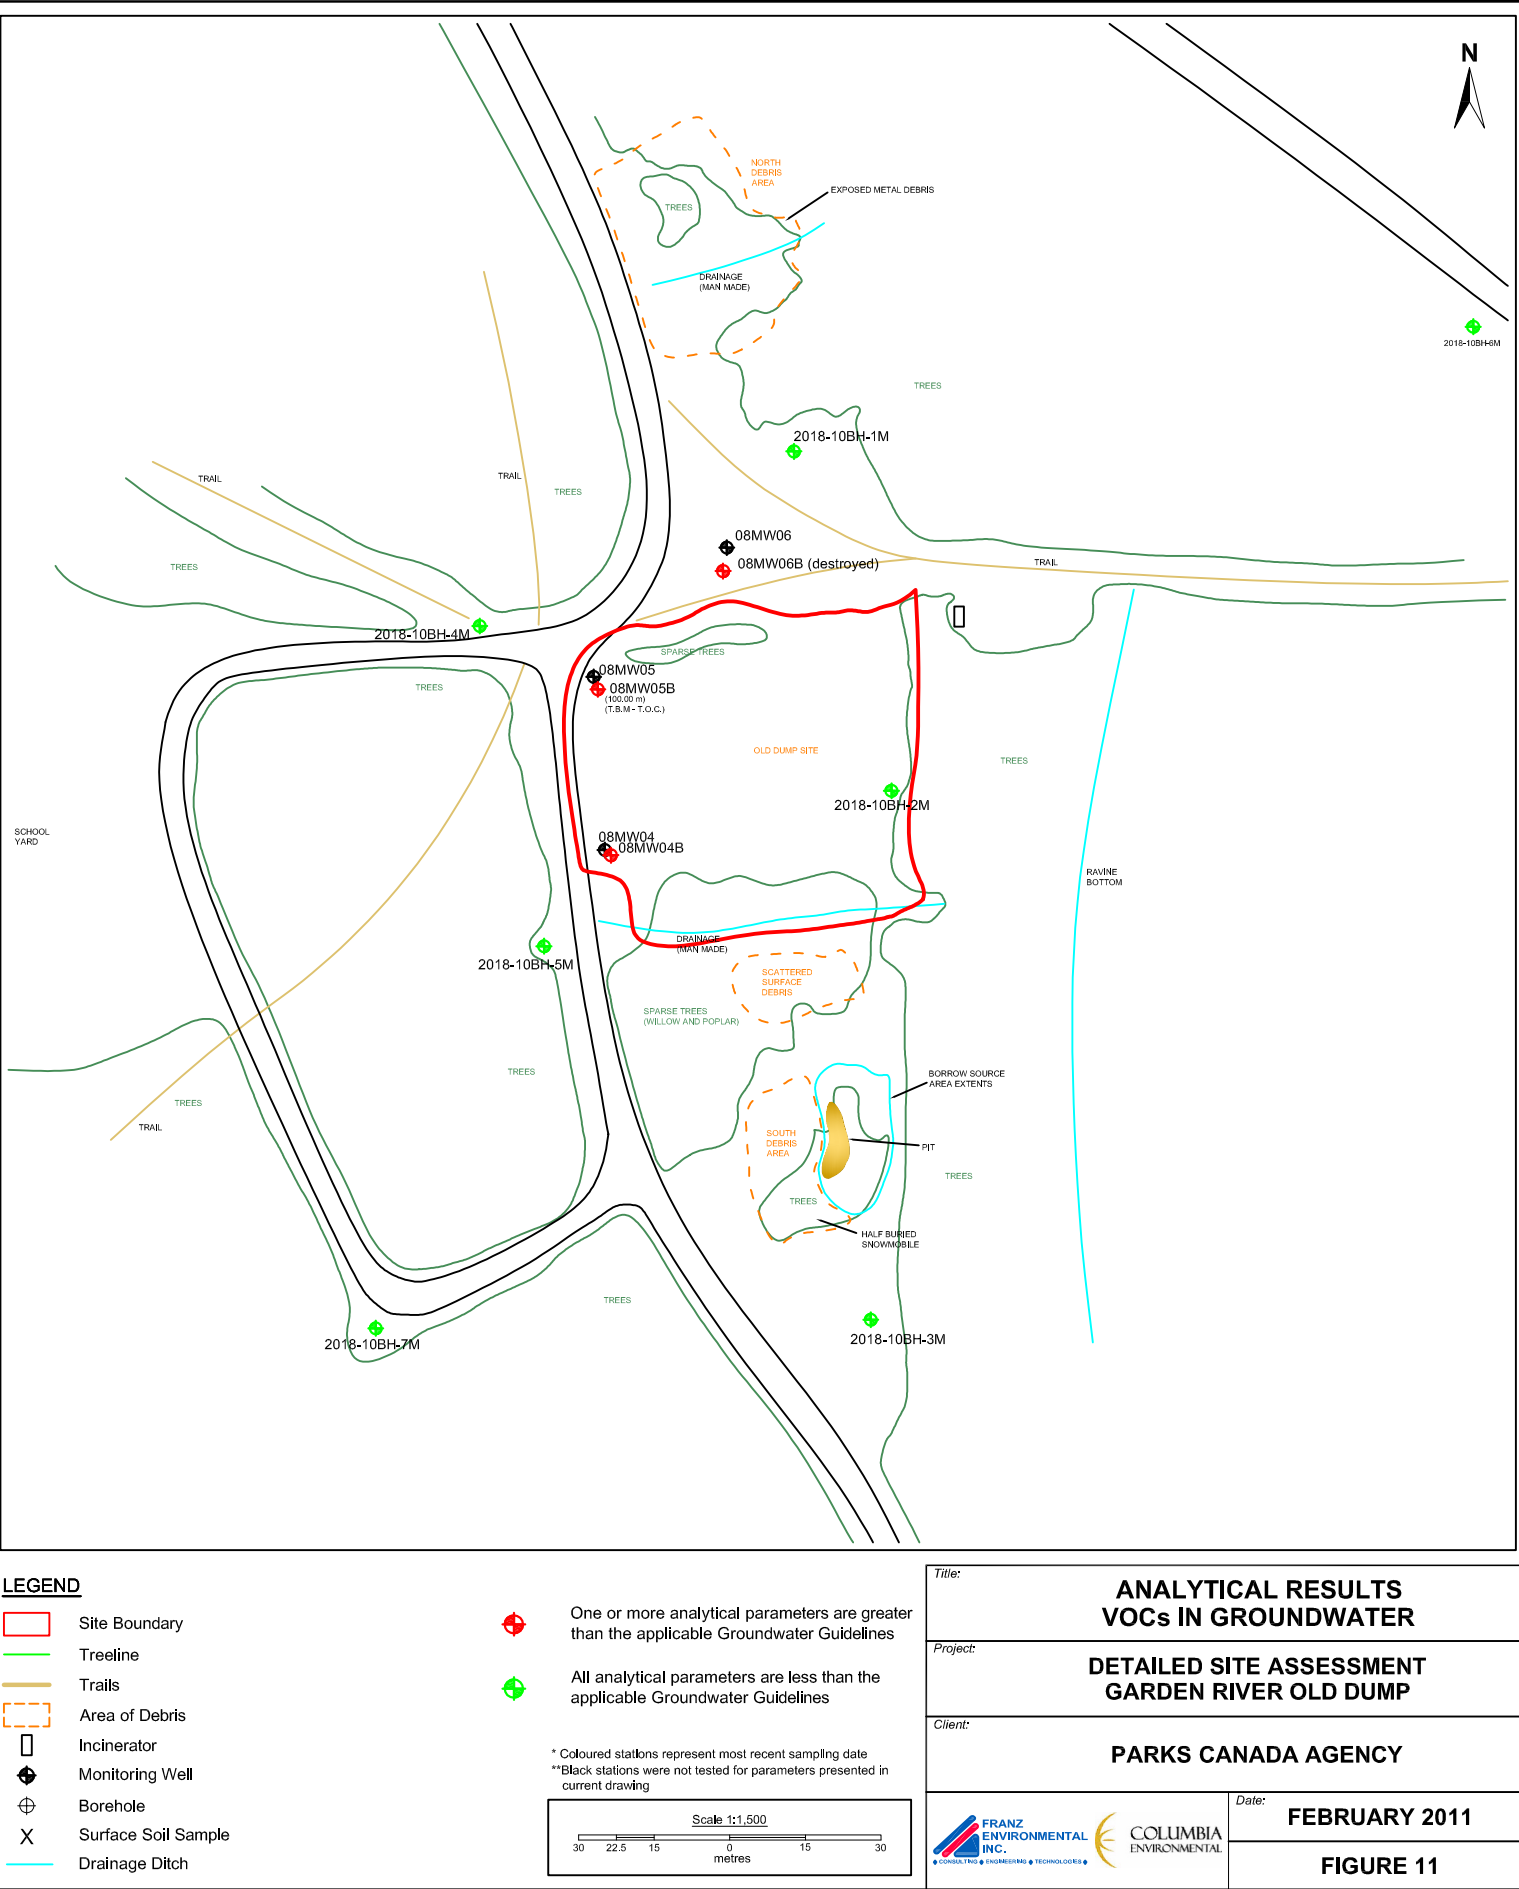 N
NORTH
DEBRIS
AREA
EXPOSED METAL DEBRIS
TREES
DRAINAGE
(MAN MADE)
2018-10BH-6M
TREES
2018-10BH-1M
TRAIL
TRAIL
TREES
08MW06
08MW06B (destroyed)
TRAIL
TREES
2018-10BH-4M
SPARSE TREES
08MW05
08MW05B
(100.00 m)
(T.B.M - T.O.C.)
TREES
OLD DUMP SITE
TREES
2018-10BH-2M
SCHOOL
YARD
08MW04
08MW04B
RAVINE
BOTTOM
DRAINAGE
(MAN MADE)
2018-10BH-5M
SCATTERED
SURFACE
DEBRIS
SPARSE TREES
(WILLOW AND POPLAR)
TREES
BORROW SOURCE
AREA EXTENTS
TREES
TRAIL
SOUTH
DEBRIS
AREA
PIT
TREES
TREES
HALF BURIED
SNOWMOBILE
TREES
2018-10BH-7M
2018-10BH-3M
LEGEND
Site Boundary
Treeline
Trails
Area of Debris
Incinerator
Monitoring Well
Borehole
X Surface Soil Sample
Drainage Ditch
One or more analytical parameters are greater
than the applicable Groundwater Guidelines
All analytical parameters are less than the
applicable Groundwater Guidelines
* Coloured stations represent most recent sampling date
**Black stations were not tested for parameters presented in
current drawing
Scale 1:1,500
30 22.5 15 0 15 30
metres
Title:
ANALYTICAL RESULTS
VOCs IN GROUNDWATER
Project:
DETAILED SITE ASSESSMENT
GARDEN RIVER OLD DUMP
Client:
PARKS CANADA AGENCY
FRANZ
ENVIRONMENTAL
INC.
CONSULTING ENGINEERING TECHNOLOGIES
COLUMBIA
ENVIRONMENTAL
Date:
FEBRUARY 2011
FIGURE 11